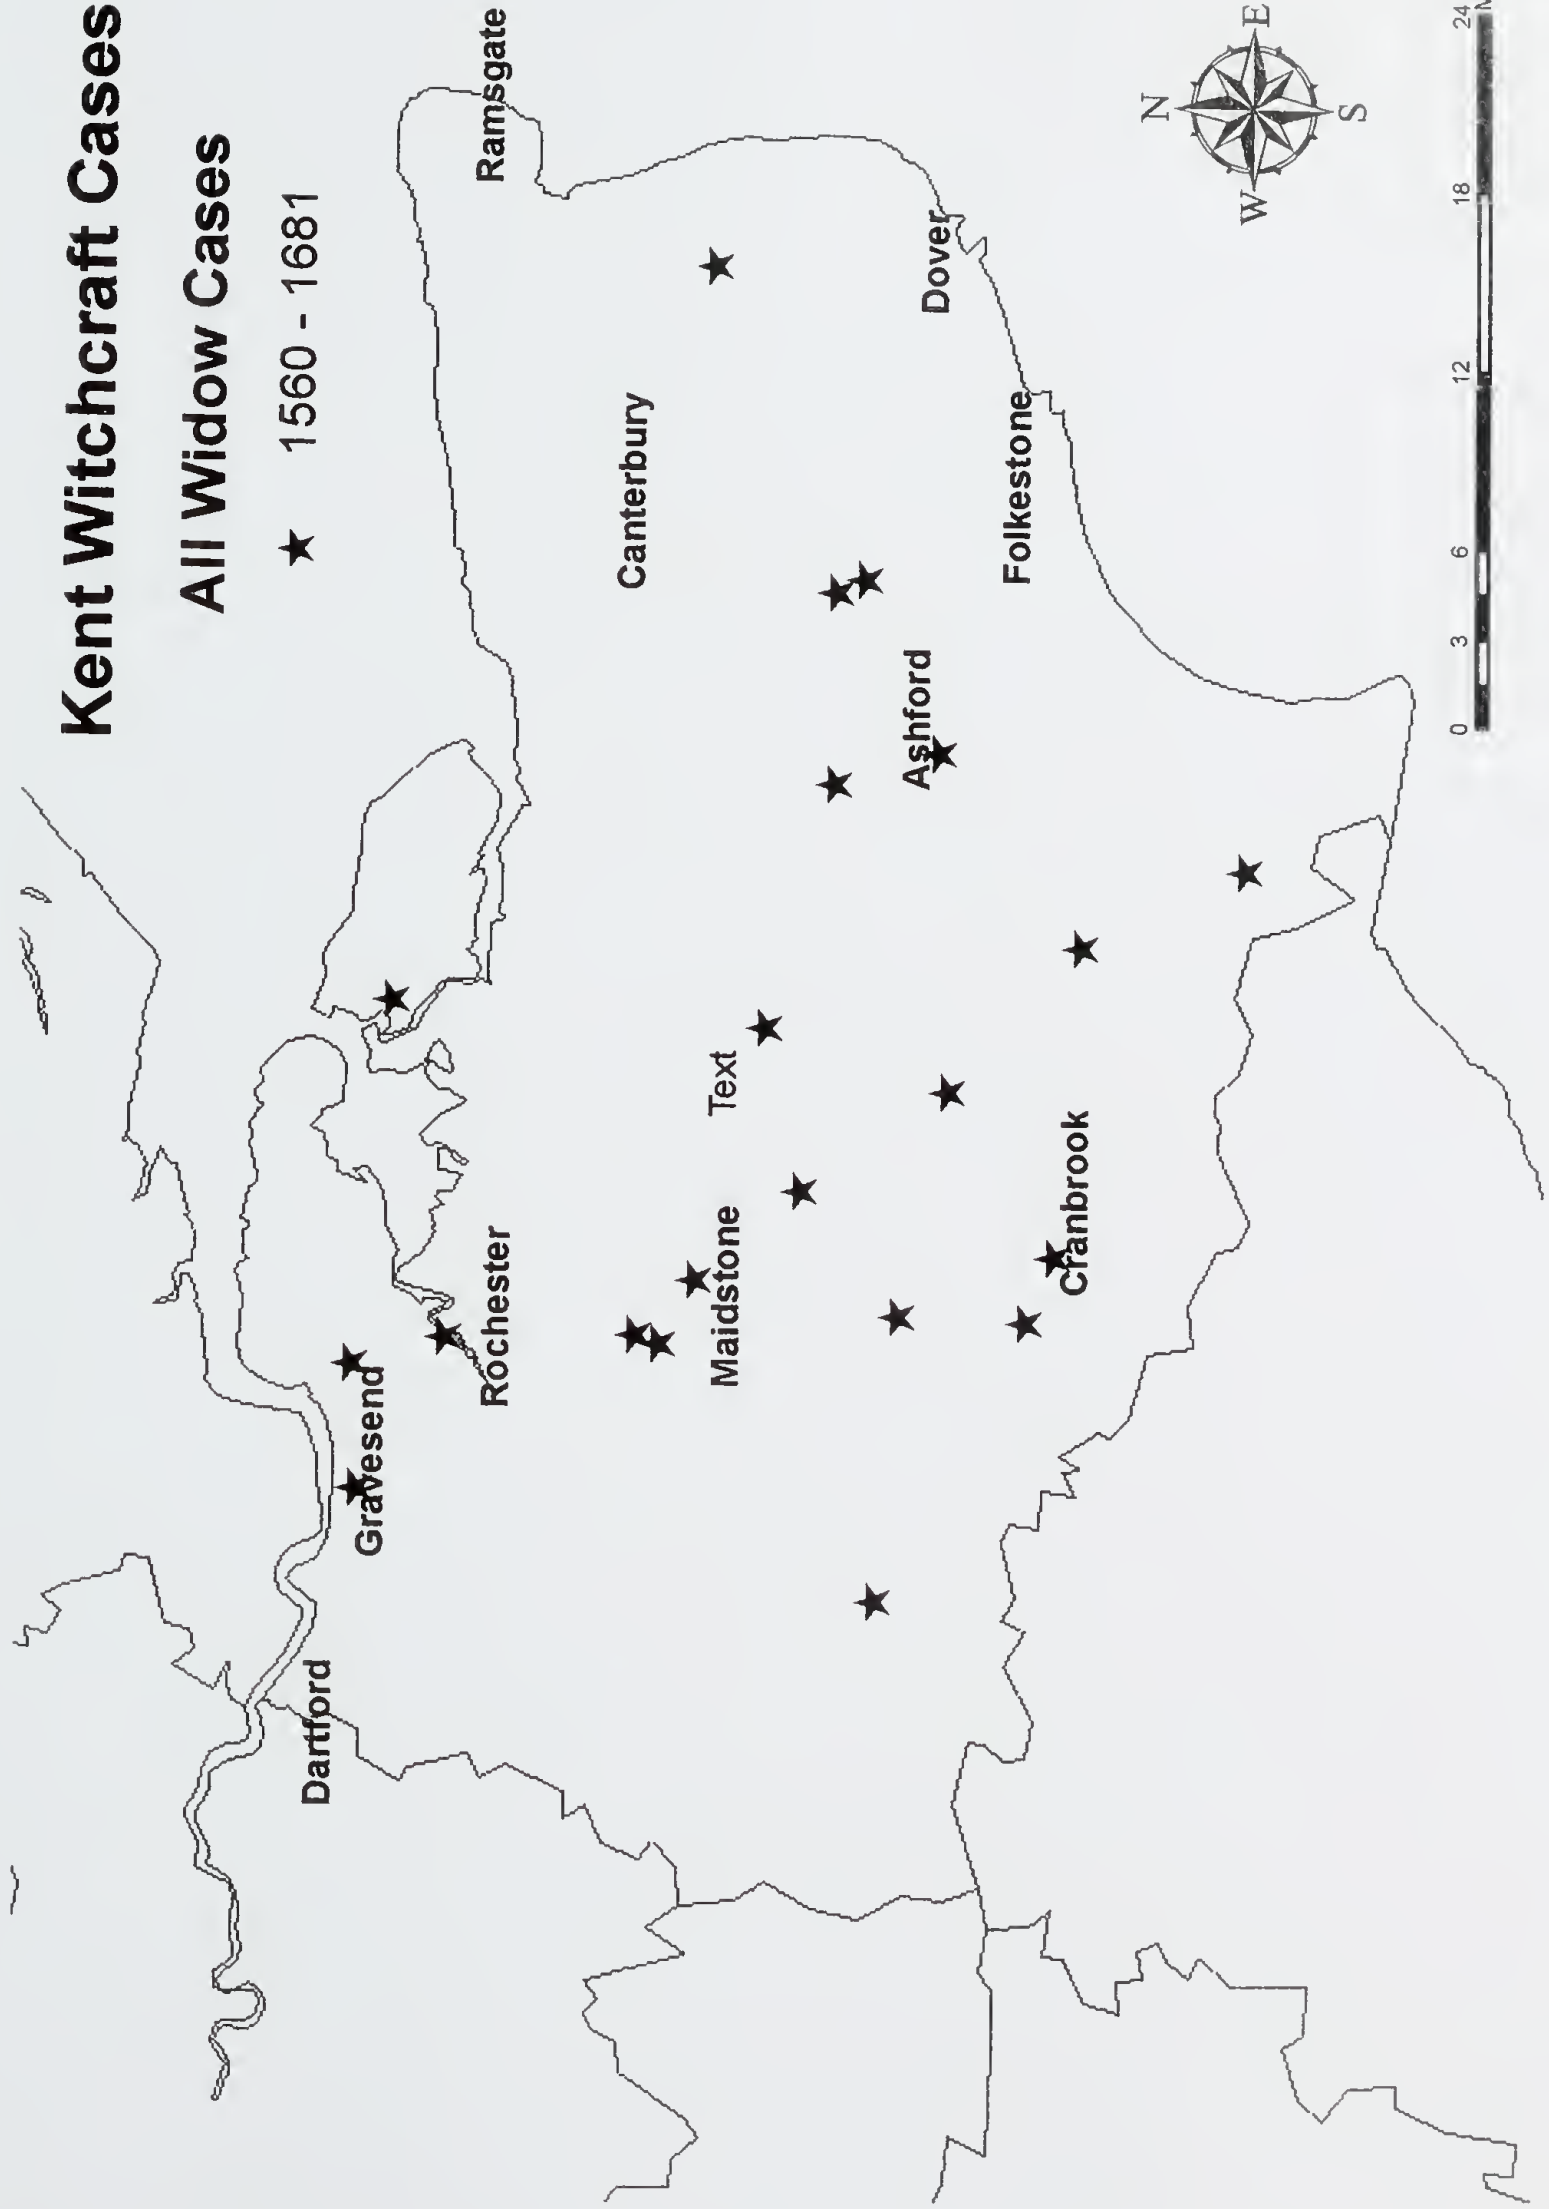 Kent Witchcraft Cases
All Widow Cases
1560 - 1681
Dartford
Gravesend
Rochester
Ramsgate
Maidstone
Text
Canterbury
Ashford
Dover
Cranbrook
Folkestone
N
W
E
S
0 3 6 12 18 24